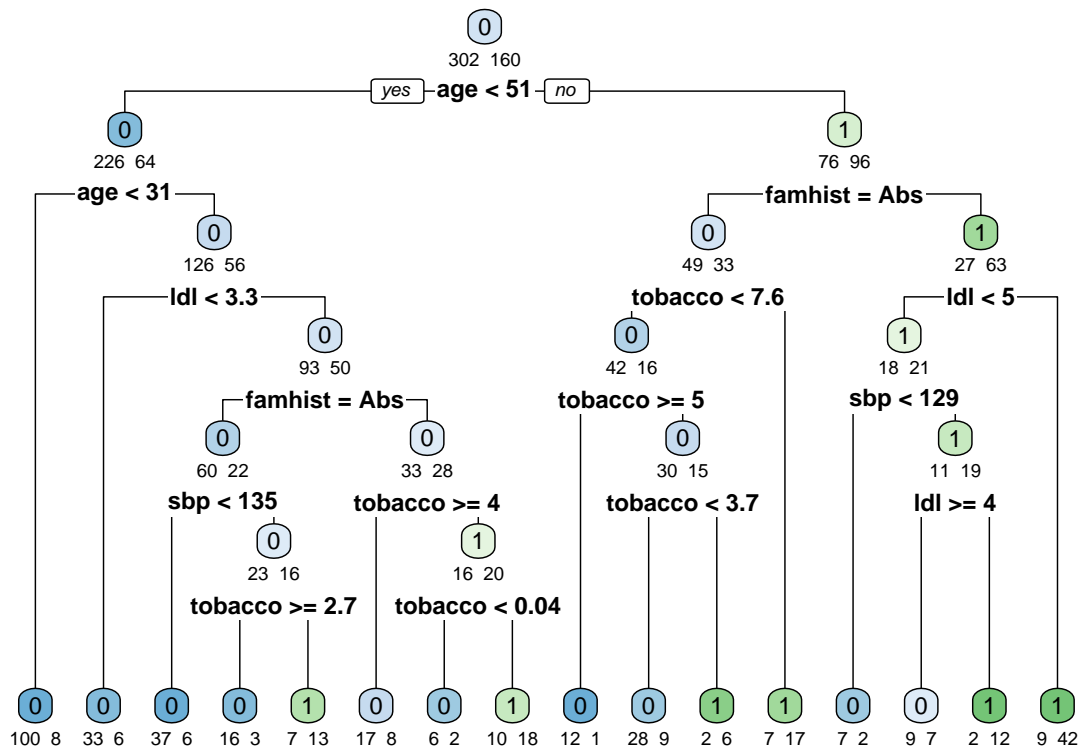 0
302 160
yes age < 51 no
0 1
226 64 76 96
age < 31 famhist = Abs
0 0 1
126 56 49 33 27 63
ldl < 3.3 tobacco < 7.6 ldl < 5
0 0 1
93 50 42 16 18 21
famhist = Abs tobacco >= 5 sbp < 129
0 0 0 1
60 22 33 28 30 15 11 19
sbp < 135 tobacco >= 4 tobacco < 3.7 ldl >= 4
0 1
23 16 16 20
tobacco >= 2.7 tobacco < 0.04
0 0 0 0 1 0 0 1 0 0 1 1 0 0 1 1
100 8 33 6 37 6 16 3 7 13 17 8 6 2 10 18 12 1 28 9 2 6 7 17 7 2 9 7 2 12 9 42